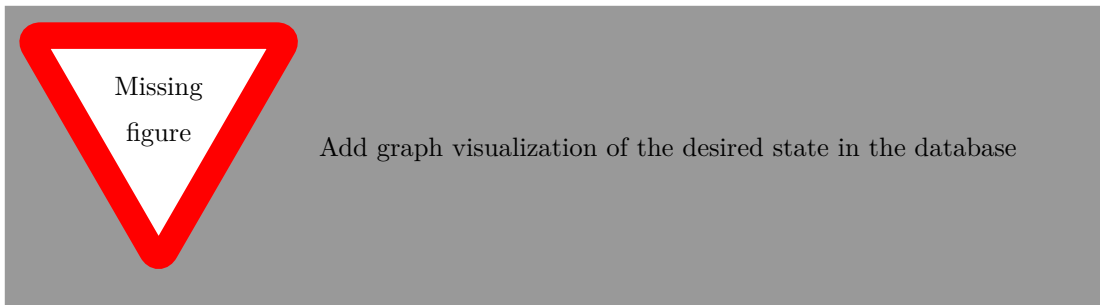 Missing
figure
Add graph visualization of the desired state in the database